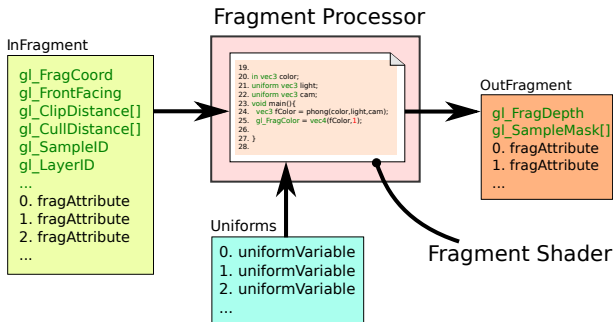 Fragment Processor
InFragment
gl_FragCoord
gl_FrontFacing
gl_ClipDistance[]
gl_CullDistance[]
gl_SampleID
gl_LayerID
...
0. fragAttribute
1. fragAttribute
2. fragAttribute
...
19.
20. in vec3 color;
21. uniform vec3 light;
22. uniform vec3 cam;
23. void main(){
24. vec3 fColor = phong(color,light,cam);
25. gl_FragColor = vec4(fColor,1);
26.
27. }
28.
OutFragment
gl_FragDepth
gl_SampleMask[]
0. fragAttribute
1. fragAttribute
...
Uniforms
0. uniformVariable
1. uniformVariable
2. uniformVariable
...
Fragment Shader